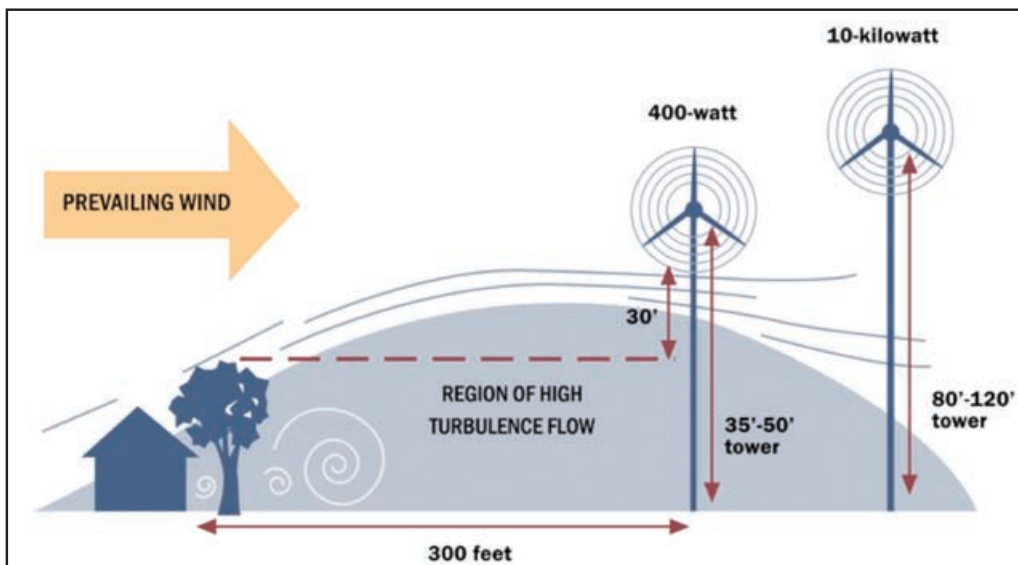 10-kilowatt
400-watt
PREVAILING WIND
30'
REGION OF HIGH
TURBULENCE FLOW
35'-50'
tower
80'-120'
tower
300 feet